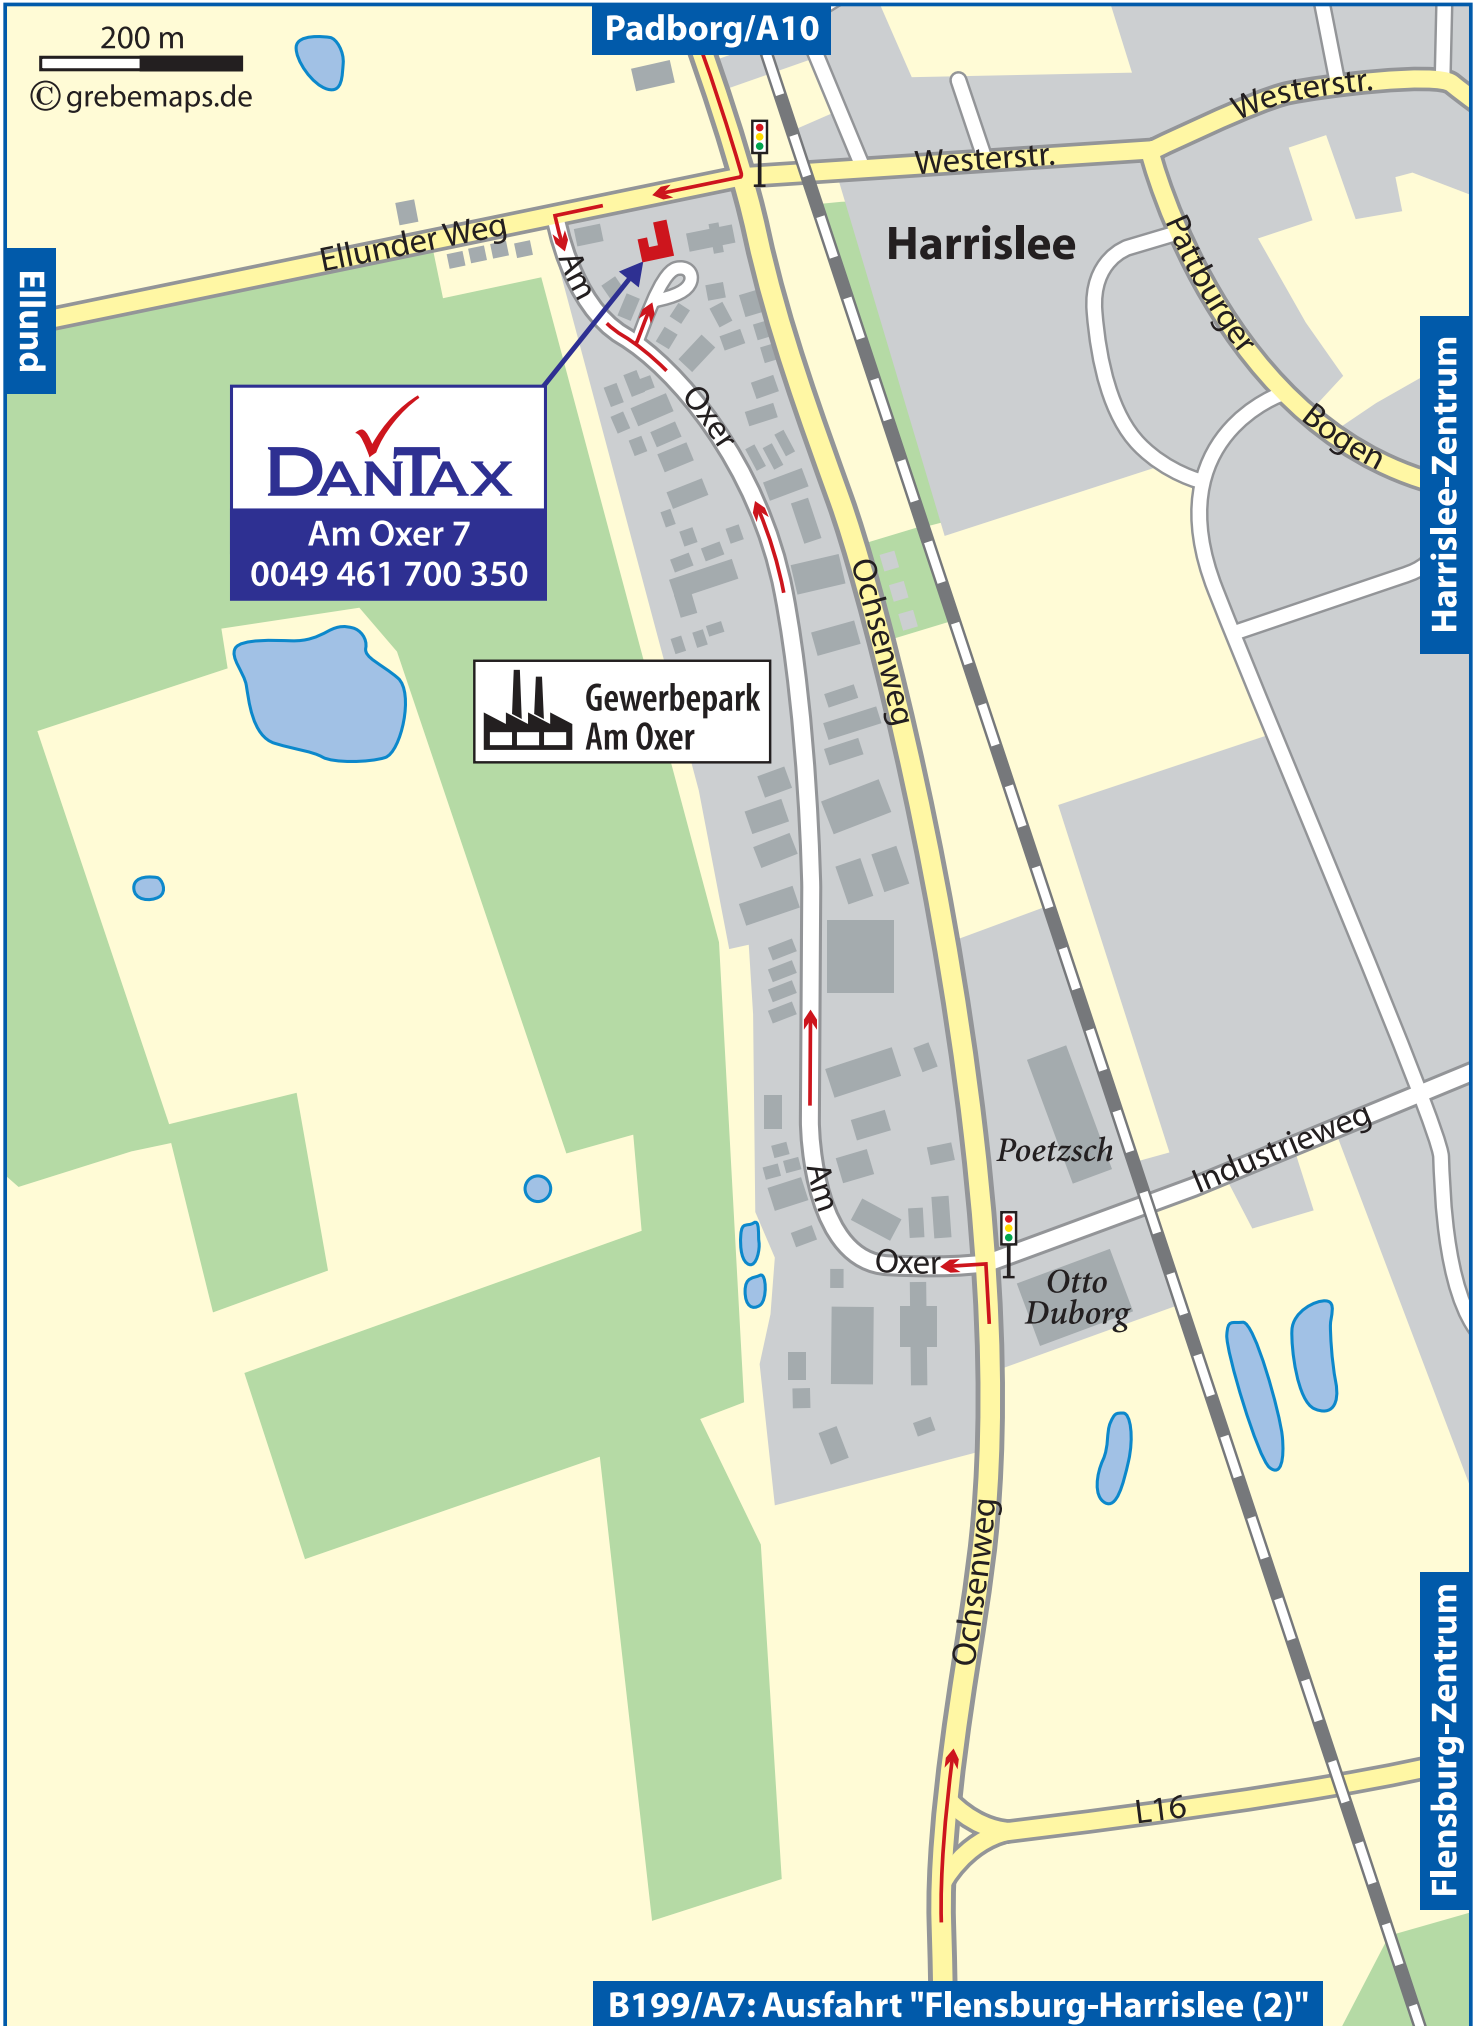 Padborg/A10
200 m
© grebemaps.de
Westerstr.
Westerstr.
Ellunder Weg
Harrislee
Ellund
Am
Pattburger
Bogen
Harrislee-Zentrum
Oxer
DANTAX
Am Oxer 7
0049 461 700 350
Ochsenweg
Gewerbepark
Am Oxer
Poetzsch
Industrieweg
Am
Oxer
Otto
Duborg
Ochsenweg
Flensburg-Zentrum
L16
B199/A7: Ausfahrt "Flensburg-Harrislee (2)"